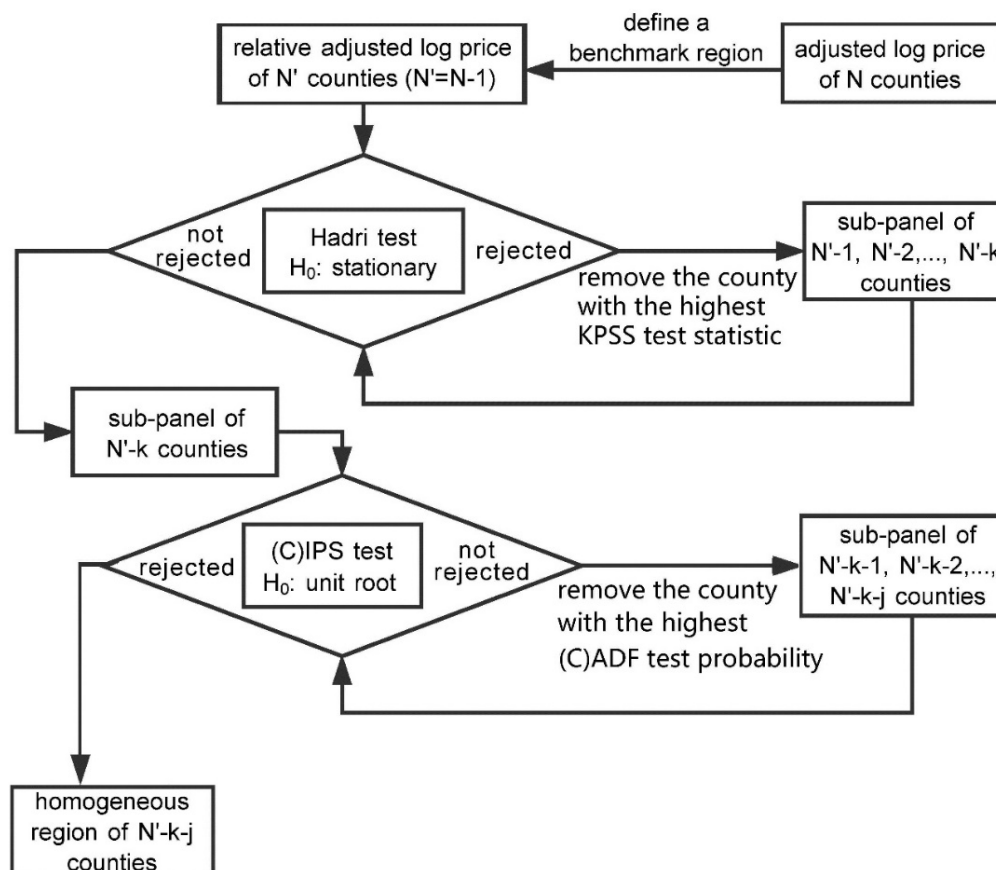 relative adjusted log price
of N' counties (N'=N-1)
define a
benchmark region
adjusted log price
of N counties
not
rejected
Hadri test
H₀: stationary
rejected
remove the county
with the highest
KPSS test statistic
sub-panel of
N'-1, N'-2,..., N'-k
counties
sub-panel of
N'-k counties
rejected
(C)IPS test
H₀: unit root
not
rejected
remove the county
with the highest
(C)ADF test probability
sub-panel of
N'-k-1, N'-k-2,...,
N'-k-j counties
homogeneous
region of N'-k-j
counties